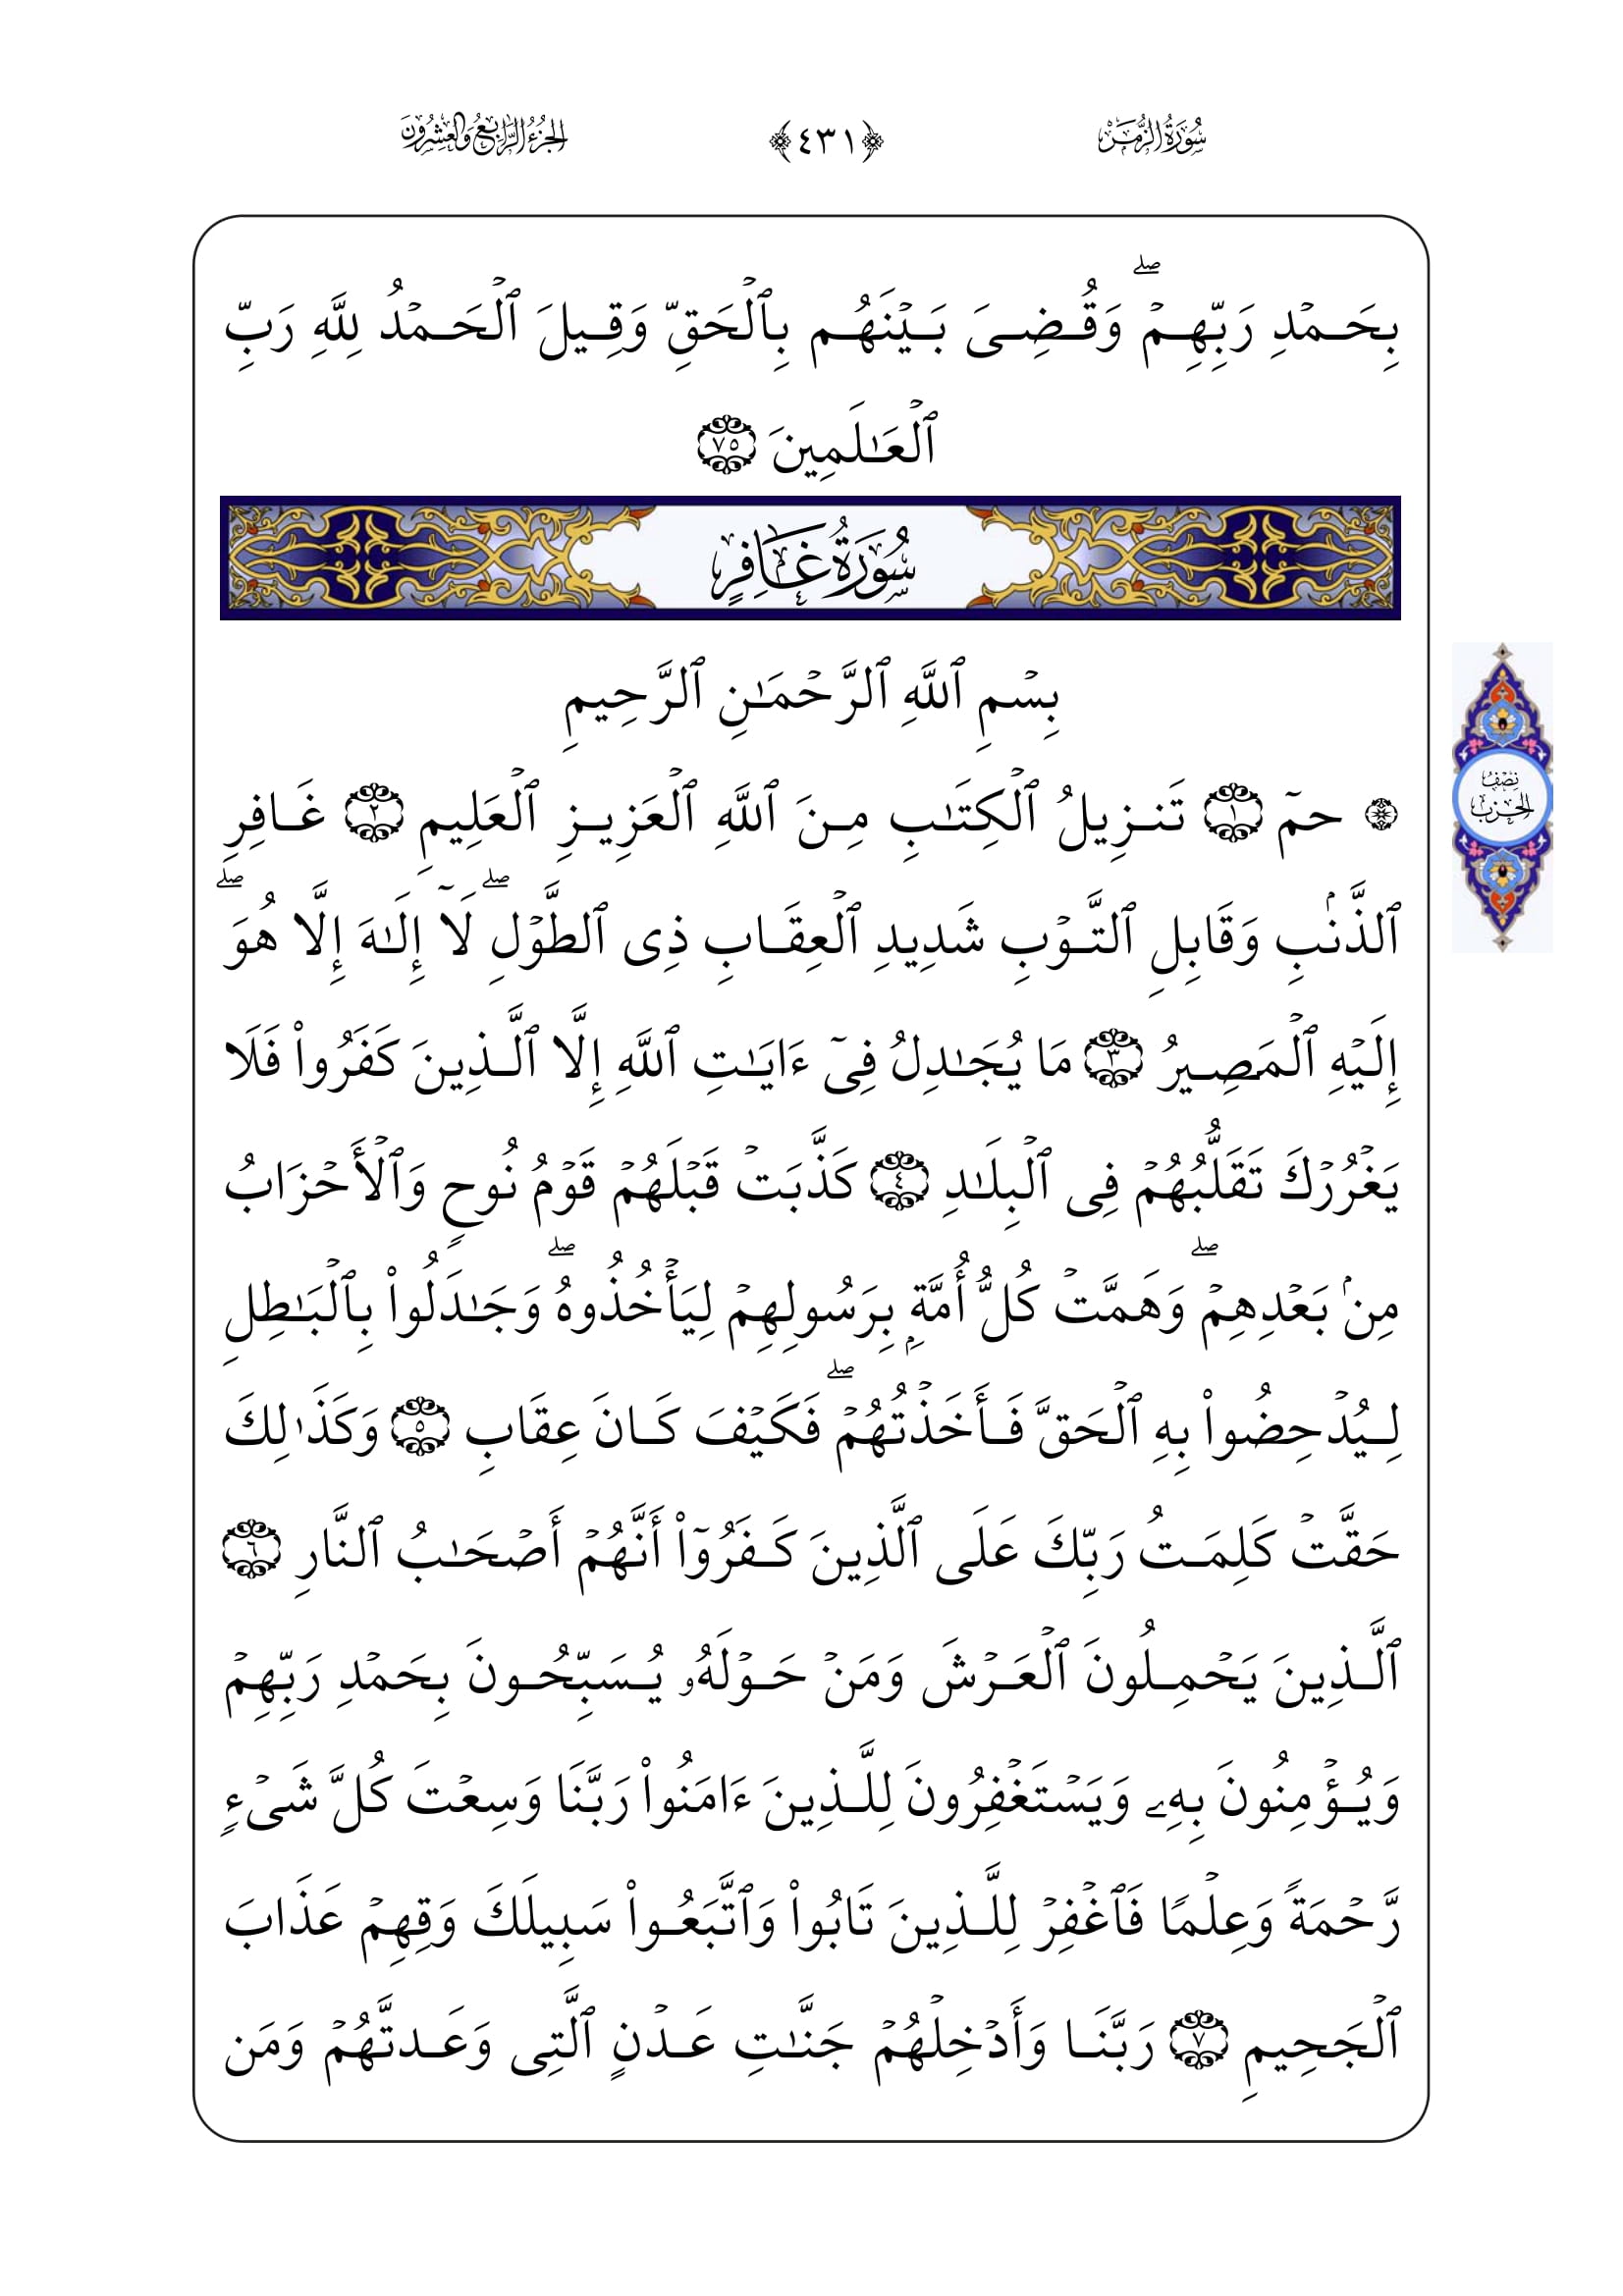 سُورَةُ الزُّمَرِ ﴿٤٣١﴾ الجُزْءُ الرَّابِعُ وَالعِشْرُونَ
بِحَمۡدِ رَبِّهِمۡۖ وَقُضِيَ بَيۡنَهُم بِٱلۡحَقِّ وَقِيلَ ٱلۡحَمۡدُ لِلَّهِ رَبِّ
ٱلۡعَٰلَمِينَ ٧٥
سُورَةُ غَافِرٍ
بِسۡمِ ٱللَّهِ ٱلرَّحۡمَٰنِ ٱلرَّحِيمِ
۞ حمٓ ١ تَنزِيلُ ٱلۡكِتَٰبِ مِنَ ٱللَّهِ ٱلۡعَزِيزِ ٱلۡعَلِيمِ ٢ غَافِرِ
نِصْفُ
الحِزْبِ
ٱلذَّنۢبِ وَقَابِلِ ٱلتَّوۡبِ شَدِيدِ ٱلۡعِقَابِ ذِي ٱلطَّوۡلِۖ لَآ إِلَٰهَ إِلَّا هُوَۖ
إِلَيۡهِ ٱلۡمَصِيرُ ٣ مَا يُجَٰدِلُ فِيٓ ءَايَٰتِ ٱللَّهِ إِلَّا ٱلَّذِينَ كَفَرُواْ فَلَا
يَغۡرُرۡكَ تَقَلُّبُهُمۡ فِي ٱلۡبِلَٰدِ ٤ كَذَّبَتۡ قَبۡلَهُمۡ قَوۡمُ نُوحٍ وَٱلۡأَحۡزَابُ
مِنۢ بَعۡدِهِمۡۖ وَهَمَّتۡ كُلُّ أُمَّةِۭ بِرَسُولِهِمۡ لِيَأۡخُذُوهُۖ وَجَٰدَلُواْ بِٱلۡبَٰطِلِ
لِيُدۡحِضُواْ بِهِ ٱلۡحَقَّ فَأَخَذۡتُهُمۡۖ فَكَيۡفَ كَانَ عِقَابِ ٥ وَكَذَٰلِكَ
حَقَّتۡ كَلِمَتُ رَبِّكَ عَلَى ٱلَّذِينَ كَفَرُوٓاْ أَنَّهُمۡ أَصۡحَٰبُ ٱلنَّارِ ٦
ٱلَّذِينَ يَحۡمِلُونَ ٱلۡعَرۡشَ وَمَنۡ حَوۡلَهُۥ يُسَبِّحُونَ بِحَمۡدِ رَبِّهِمۡ
وَيُؤۡمِنُونَ بِهِۦ وَيَسۡتَغۡفِرُونَ لِلَّذِينَ ءَامَنُواْ رَبَّنَا وَسِعۡتَ كُلَّ شَيۡءٍ
رَّحۡمَةً وَعِلۡمًا فَٱغۡفِرۡ لِلَّذِينَ تَابُواْ وَٱتَّبَعُواْ سَبِيلَكَ وَقِهِمۡ عَذَابَ
ٱلۡجَحِيمِ ٧ رَبَّنَا وَأَدۡخِلۡهُمۡ جَنَّٰتِ عَدۡنٍ ٱلَّتِي وَعَدتَّهُمۡ وَمَن